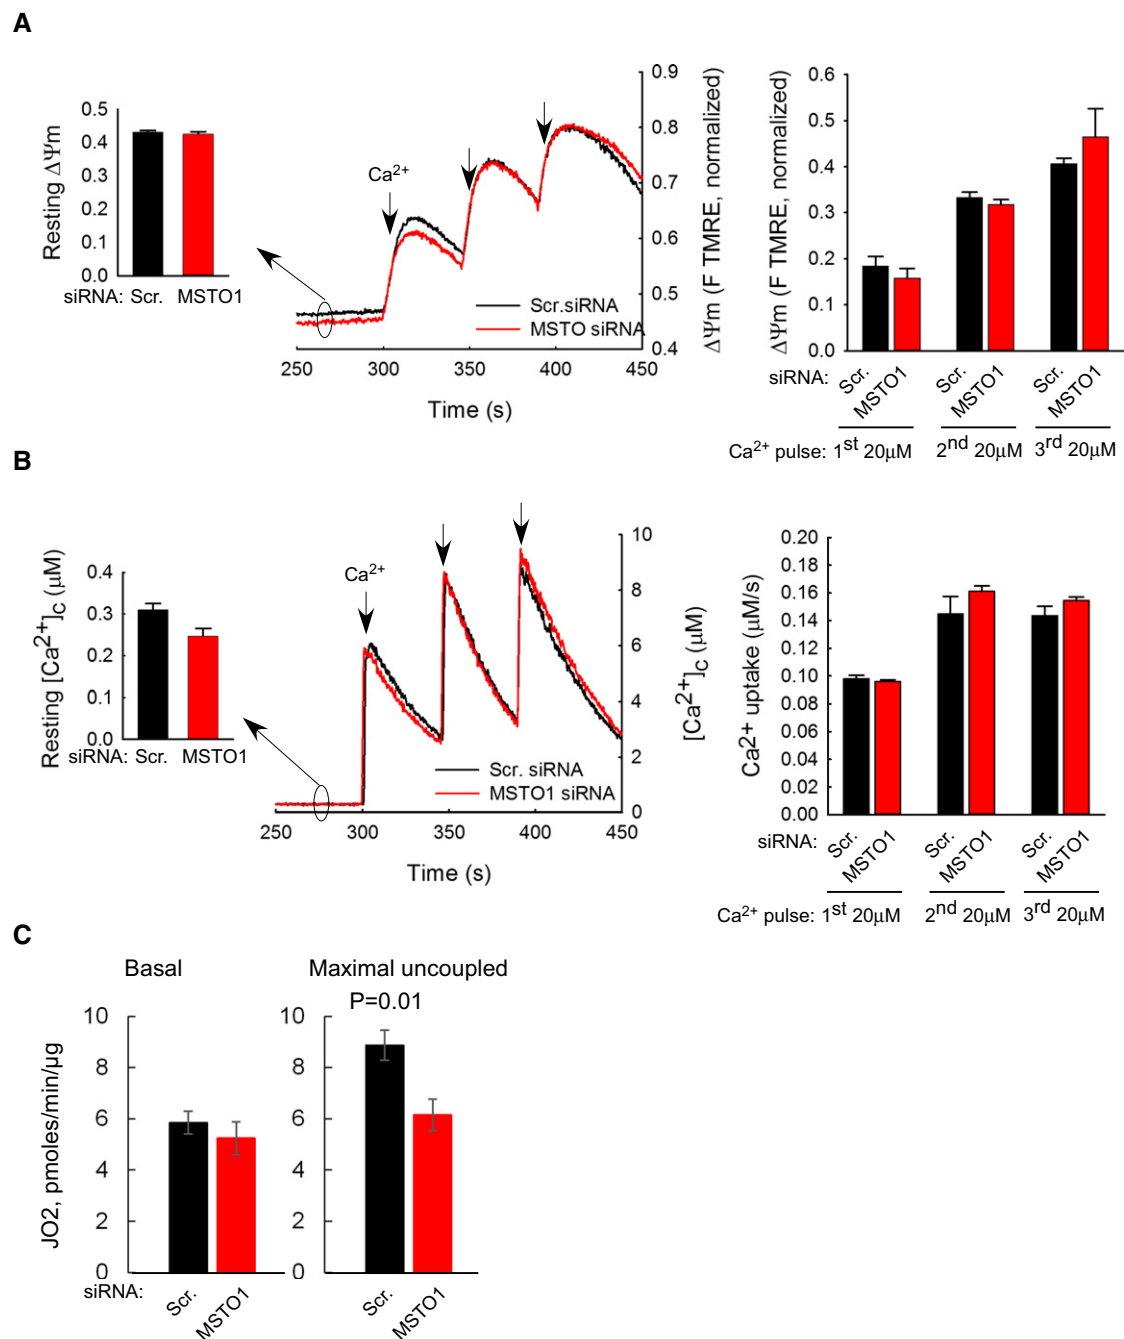 A
Resting ΔΨm
0.5
0.4
0.3
0.2
0.1
0.0
siRNA: Scr. MSTO1
Ca²⁺
Scr.siRNA
MSTO siRNA
250 300 350 400 450
Time (s)
0.9
0.8
0.7
0.6
0.5
0.4
ΔΨm (F TMRE, normalized)
ΔΨm (F TMRE, normalized)
0.6
0.5
0.4
0.3
0.2
0.1
0.0
siRNA: Scr. MSTO1 Scr. MSTO1 Scr. MSTO1
Ca²⁺ pulse: 1st 20μM 2nd 20μM 3rd 20μM
B
Resting [Ca²⁺]C (μM)
0.4
0.3
0.2
0.1
0.0
siRNA: Scr. MSTO1
Ca²⁺
Scr. siRNA
MSTO1 siRNA
250 300 350 400 450
Time (s)
10
8
6
4
2
0
[Ca²⁺]C (μM)
Ca²⁺ uptake (μM/s)
0.20
0.18
0.16
0.14
0.12
0.10
0.08
0.06
0.04
0.02
0.00
siRNA: Scr. MSTO1 Scr. MSTO1 Scr. MSTO1
Ca²⁺ pulse: 1st 20μM 2nd 20μM 3rd 20μM
C
Basal
JO2, pmoles/min/µg
10
8
6
4
2
0
siRNA: Scr. MSTO1
Maximal uncoupled
P=0.01
10
8
6
4
2
0
Scr. MSTO1